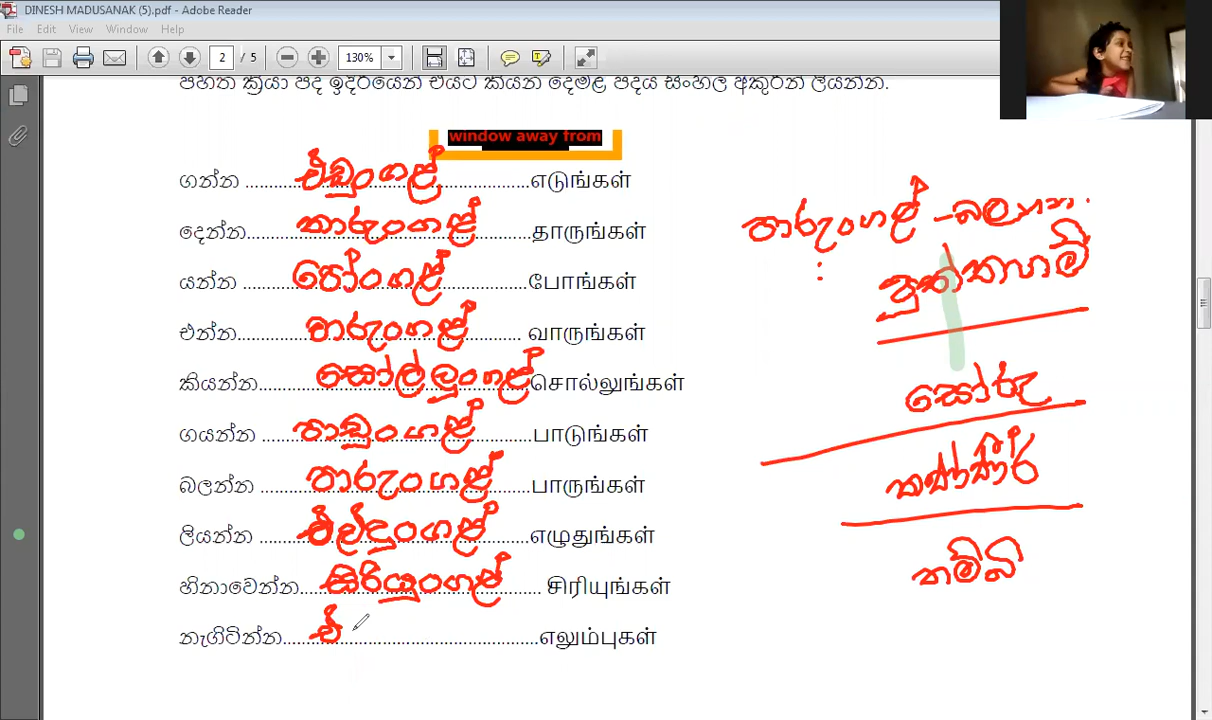 DINESH MADUSANAK (5).pdf - Adobe Reader
File Edit View Window Help
2 / 5 130%
පහත ක්‍රියා පද ඉදිරියෙන් එයට කියන දෙමළ පදය සිංහල අකුරින් ලියන්න.
window away from
ගන්න ........ එඩුංගළ් ........ எடுங்கள்
දෙන්න ........ තාරුංගළ් ........ தாருங்கள்
යන්න ........ පෝංගළ් ........ போங்கள்
එන්න ........ වාරුංගළ් ........ வாருங்கள்
කියන්න ........ සොල්ලුංගළ් ........ சொல்லுங்கள்
ගයන්න ........ පාඩුංගළ් ........ பாடுங்கள்
බලන්න ........ පාරුංගළ් ........ பாருங்கள்
ලියන්න ........ එළුදුංගළ් ........ எழுதுங்கள்
හිනාවෙන්න ........ සිරියුංගළ් ........ சிரியுங்கள்
නැගිටින්න ........ එ ........ எலும்புகள்
පාරුංගළ් - බලන්න.
:
පුත්තහම්
සෝරු
තම්බි